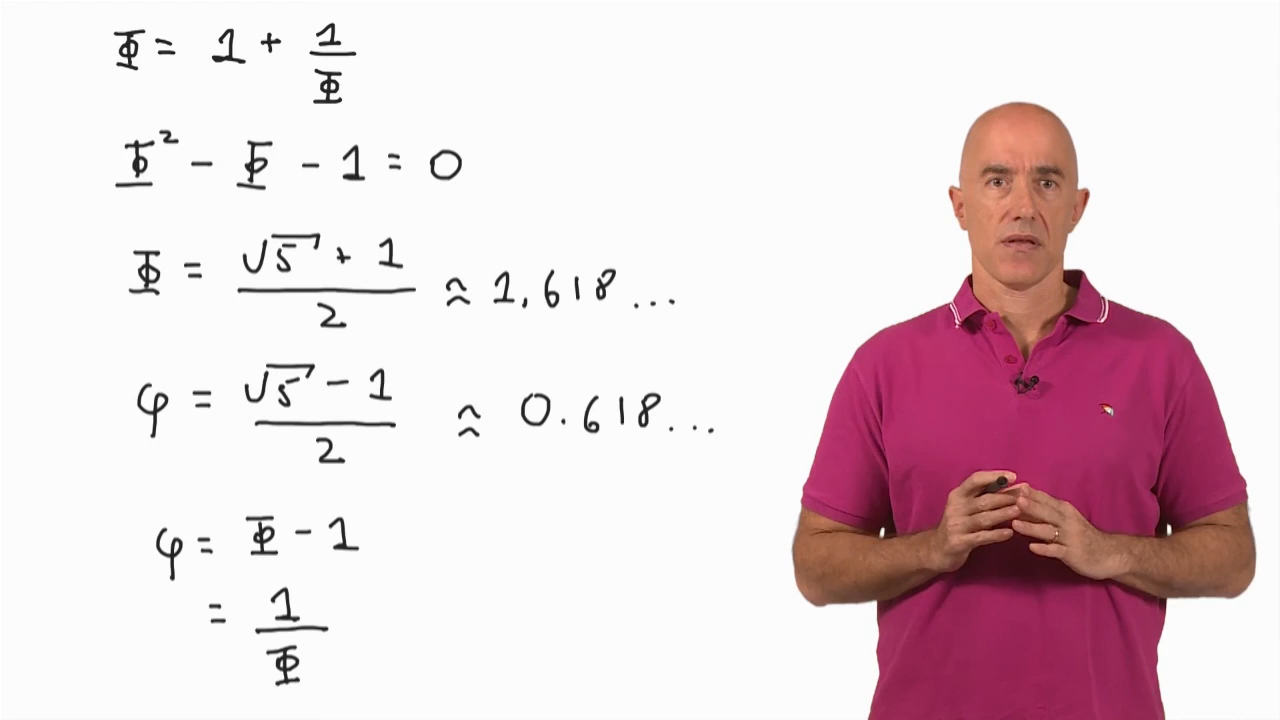 Φ = 1 + 1/Φ
Φ² - Φ - 1 = 0
Φ = (√5 + 1)/2 ≈ 1,618...
φ = (√5 - 1)/2 ≈ 0.618...
φ = Φ - 1
= 1/Φ